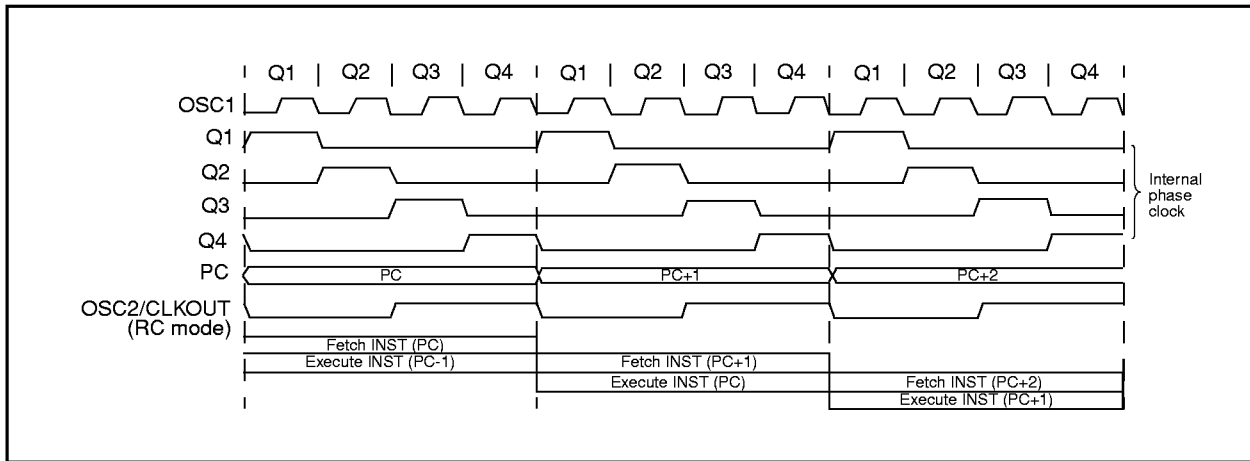 Q1 | Q2 | Q3 | Q4 | Q1 | Q2 | Q3 | Q4 | Q1 | Q2 | Q3 | Q4
OSC1
Q1
Q2
Q3
Q4
Internal
phase
clock
PC PC PC+1 PC+2
OSC2/CLKOUT
(RC mode)
Fetch INST (PC)
Execute INST (PC-1) Fetch INST (PC+1)
Execute INST (PC) Fetch INST (PC+2)
Execute INST (PC+1)